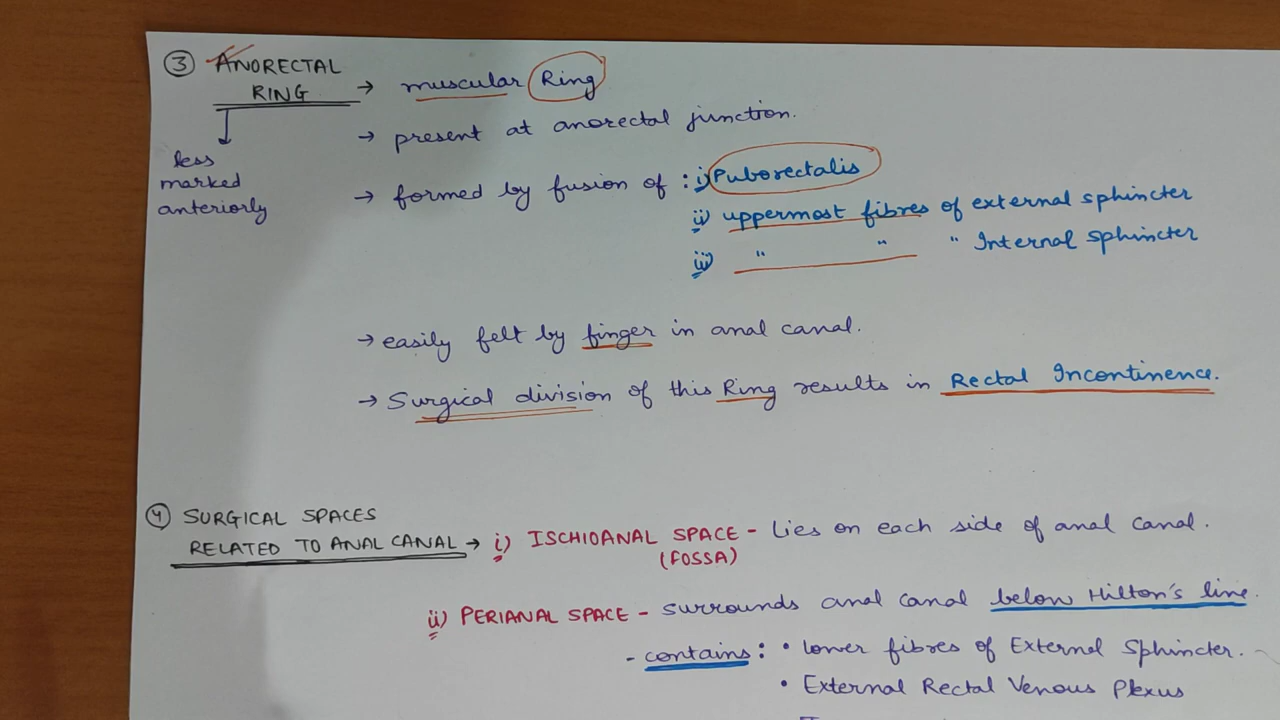 ③ ANORECTAL RING → muscular Ring
→ present at anorectal junction.
less marked anteriorly
→ formed by fusion of : i) Puborectalis
ii) uppermost fibres of external sphincter
iii) " " " Internal Sphincter
→ easily felt by finger in anal canal.
→ Surgical division of this Ring results in Rectal Incontinence.
④ SURGICAL SPACES
RELATED TO ANAL CANAL → i) ISCHIOANAL SPACE - Lies on each side of anal canal.
(FOSSA)
ii) PERIANAL SPACE - surrounds anal canal below Hilton's line.
- contains : • lower fibres of External Sphincter.
• External Rectal Venous Plexus